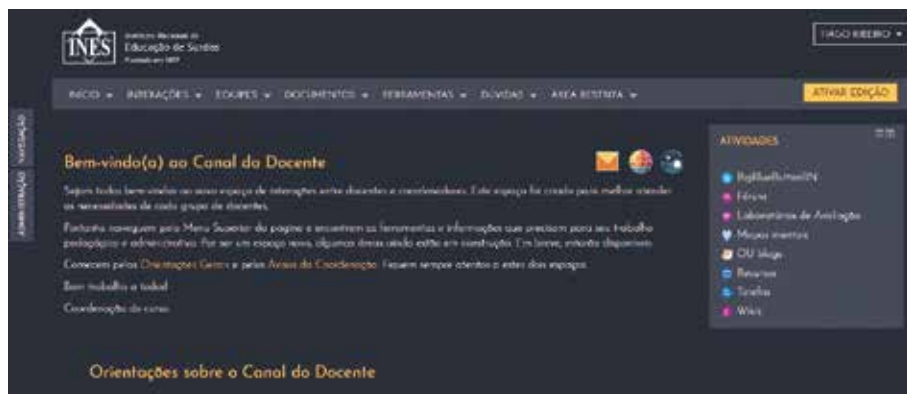 INES
Instituto Nacional de
Educação de Surdos
TIAGO RIBEIRO
INÍCIO INTERAÇÕES EQUIPES DOCUMENTOS FERRAMENTAS DÚVIDAS ÁREA RESTRITA
ATIVAR EDIÇÃO
NAVEGAÇÃO
ADMINISTRAÇÃO
Bem-vindo(a) ao Canal do Docente
Sejam todos bem-vindos ao novo espaço de interações entre docentes e coordenadores. Este espaço foi criado para melhor atender
as necessidades de cada grupo de docentes.
Portanto naveguem pelo Menu Superior da página e encontrem as ferramentas e informações que precisam para seu trabalho
pedagógico e administrativo. Por ser um espaço novo, algumas áreas ainda estão em construção. Em breve, estarão disponíveis.
Comecem pelas Orientações Gerais e pelos Avisos da Coordenação. Fiquem sempre atentos a estes dois espaços.
Bom trabalho a todos!
Coordenação do curso
ATIVIDADES
BigBlueButtonBN
Fóruns
Laboratórios de Avaliação
Mapas mentais
OU blogs
Recursos
Tarefas
Wikis
Orientações sobre o Canal do Docente